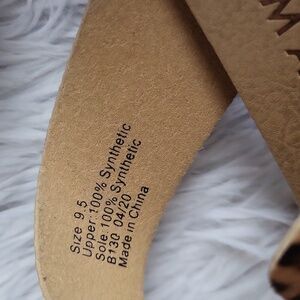 Size 9.5
Upper:100% Synthetic
Sole:100% Synthetic
B130 04/20
Made in China